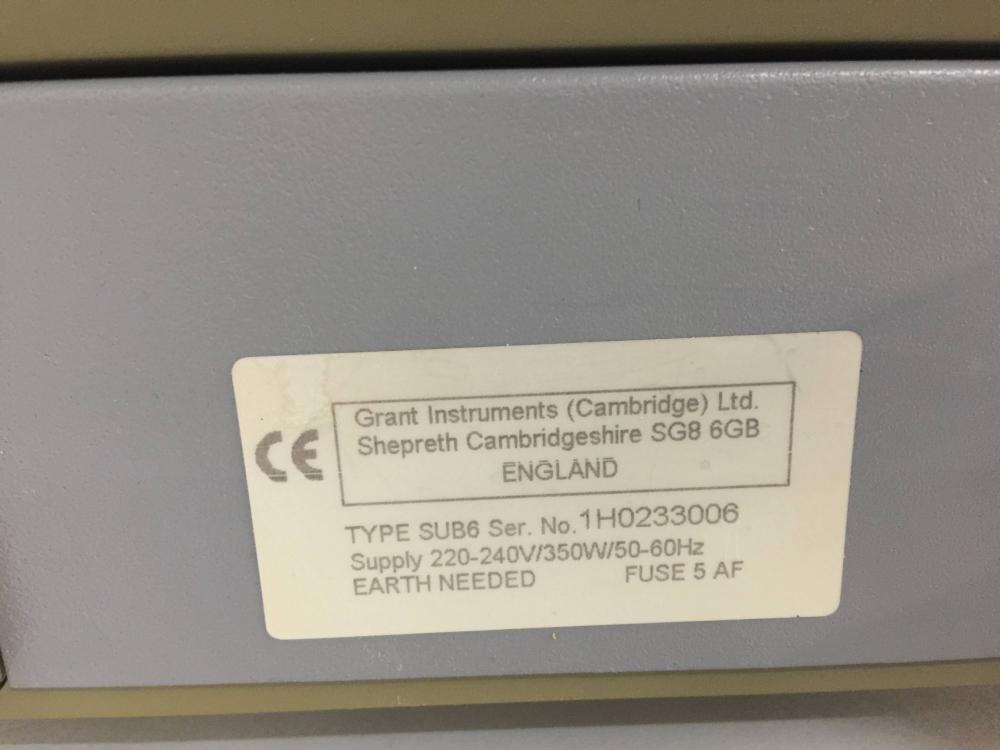 Grant Instruments (Cambridge) Ltd.
Shepreth Cambridgeshire SG8 6GB
ENGLAND
CE
TYPE SUB6 Ser. No. 1H0233006
Supply 220-240V/350W/50-60Hz
EARTH NEEDED FUSE 5 AF